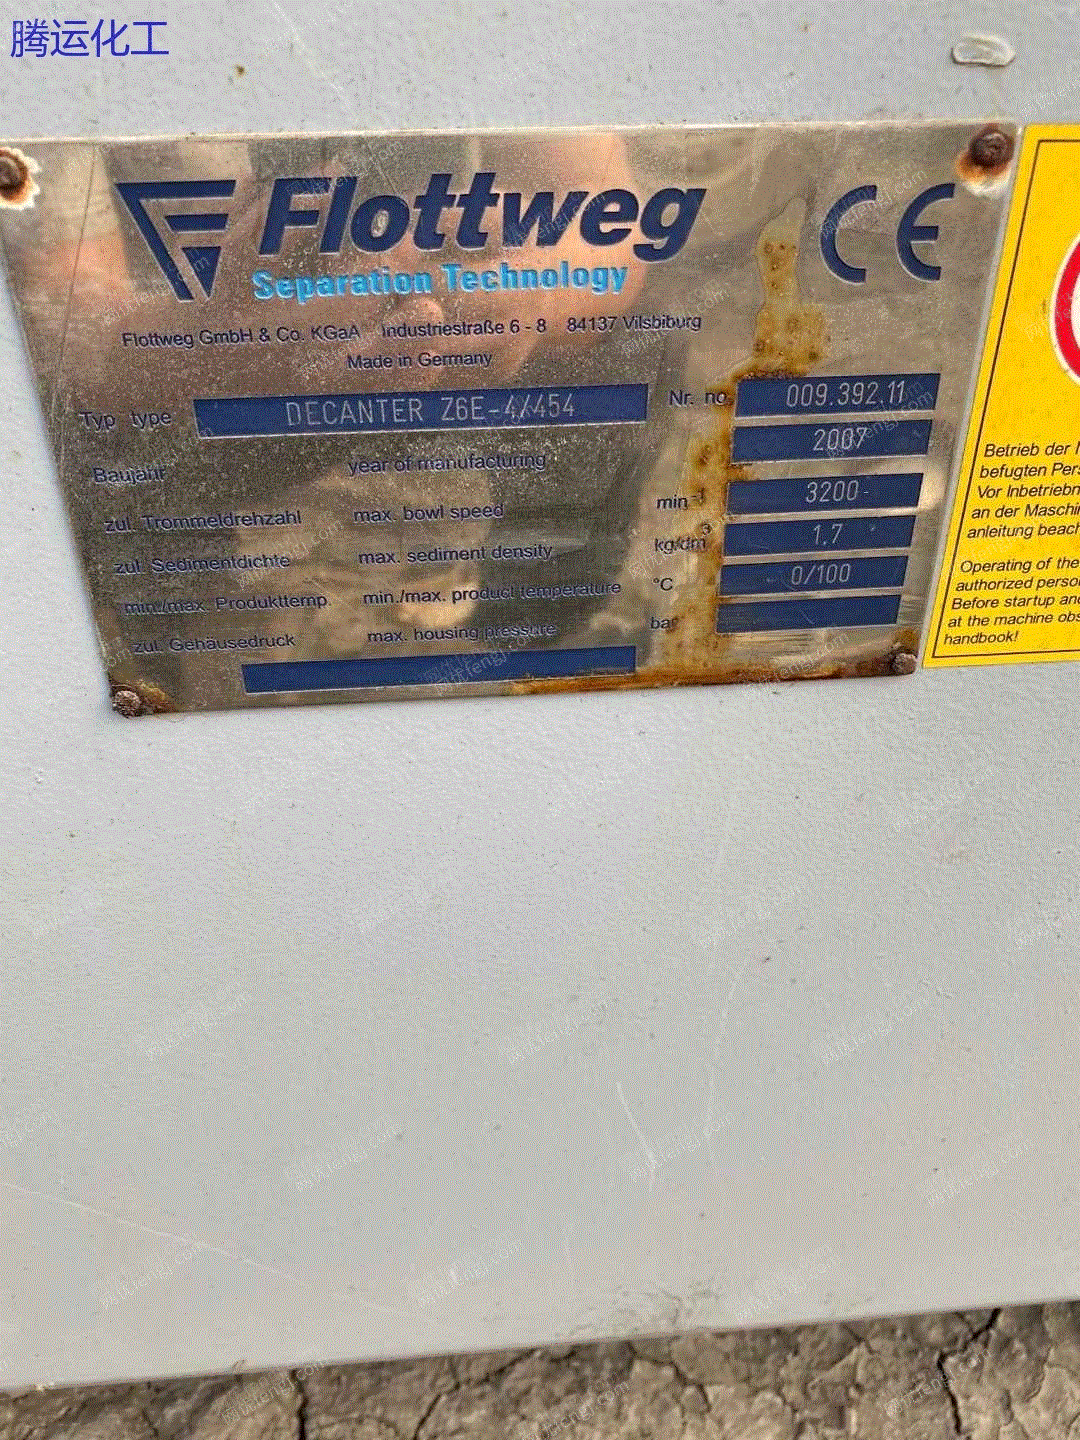 腾运化工
Flottweg
Separation Technology
CE
Flottweg GmbH & Co. KGaA Industriestraße 6 - 8 84137 Vilsbiburg
Made in Germany
Typ type DECANTER Z6E-4/454 Nr. no. 009.392.11
Baujahr year of manufacturing 2007
zul. Trommeldrehzahl max. bowl speed min⁻¹ 3200
zul. Sedimentdichte max. sediment density kg/dm³ 1,7
min./max. Produkttemp. min./max. product temperature °C 0/100
zul. Gehäusedruck max. housing pressure bar
Betrieb der
befugten Pers
Vor Inbetriebn
an der Maschin
anleitung beach
Operating of the
authorized person
Before startup and
at the machine obs
handbook!